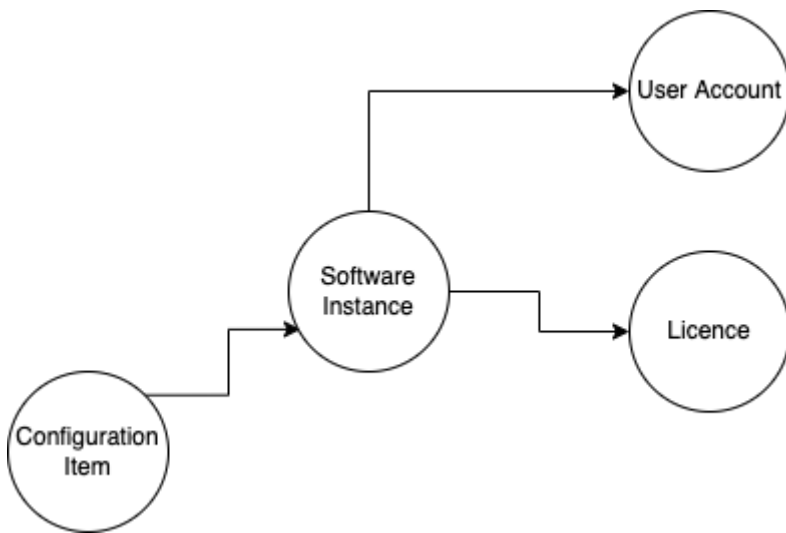 User Account
Software
Instance
Licence
Configuration
Item